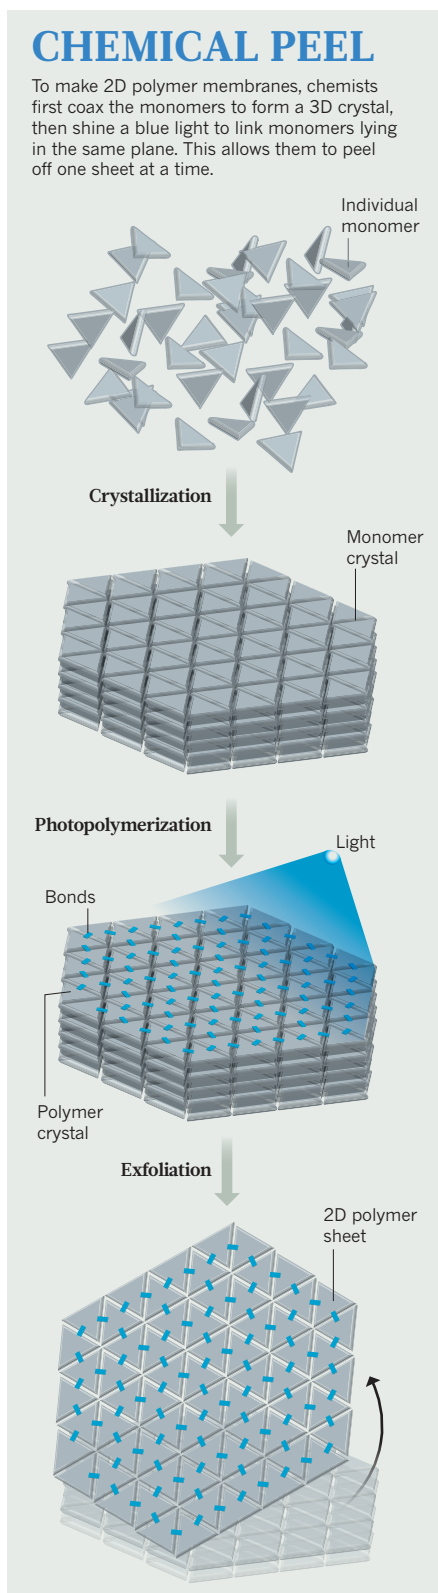 CHEMICAL PEEL
To make 2D polymer membranes, chemists
first coax the monomers to form a 3D crystal,
then shine a blue light to link monomers lying
in the same plane. This allows them to peel
off one sheet at a time.
Individual
monomer
Crystallization
Monomer
crystal
Photopolymerization
Light
Bonds
Polymer
crystal
Exfoliation
2D polymer
sheet